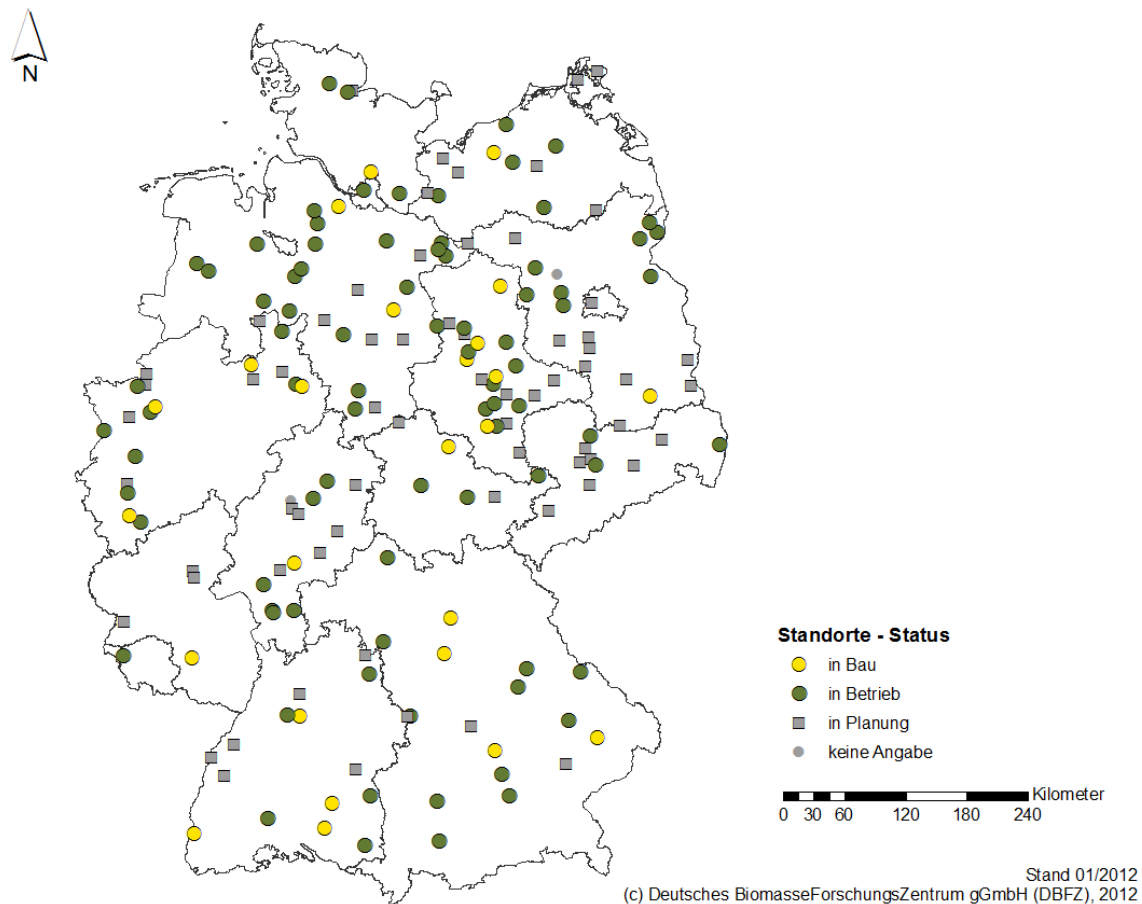 N
Standorte - Status
in Bau
in Betrieb
in Planung
keine Angabe
Kilometer
0 30 60 120 180 240
Stand 01/2012
(c) Deutsches BiomasseForschungsZentrum gGmbH (DBFZ), 2012